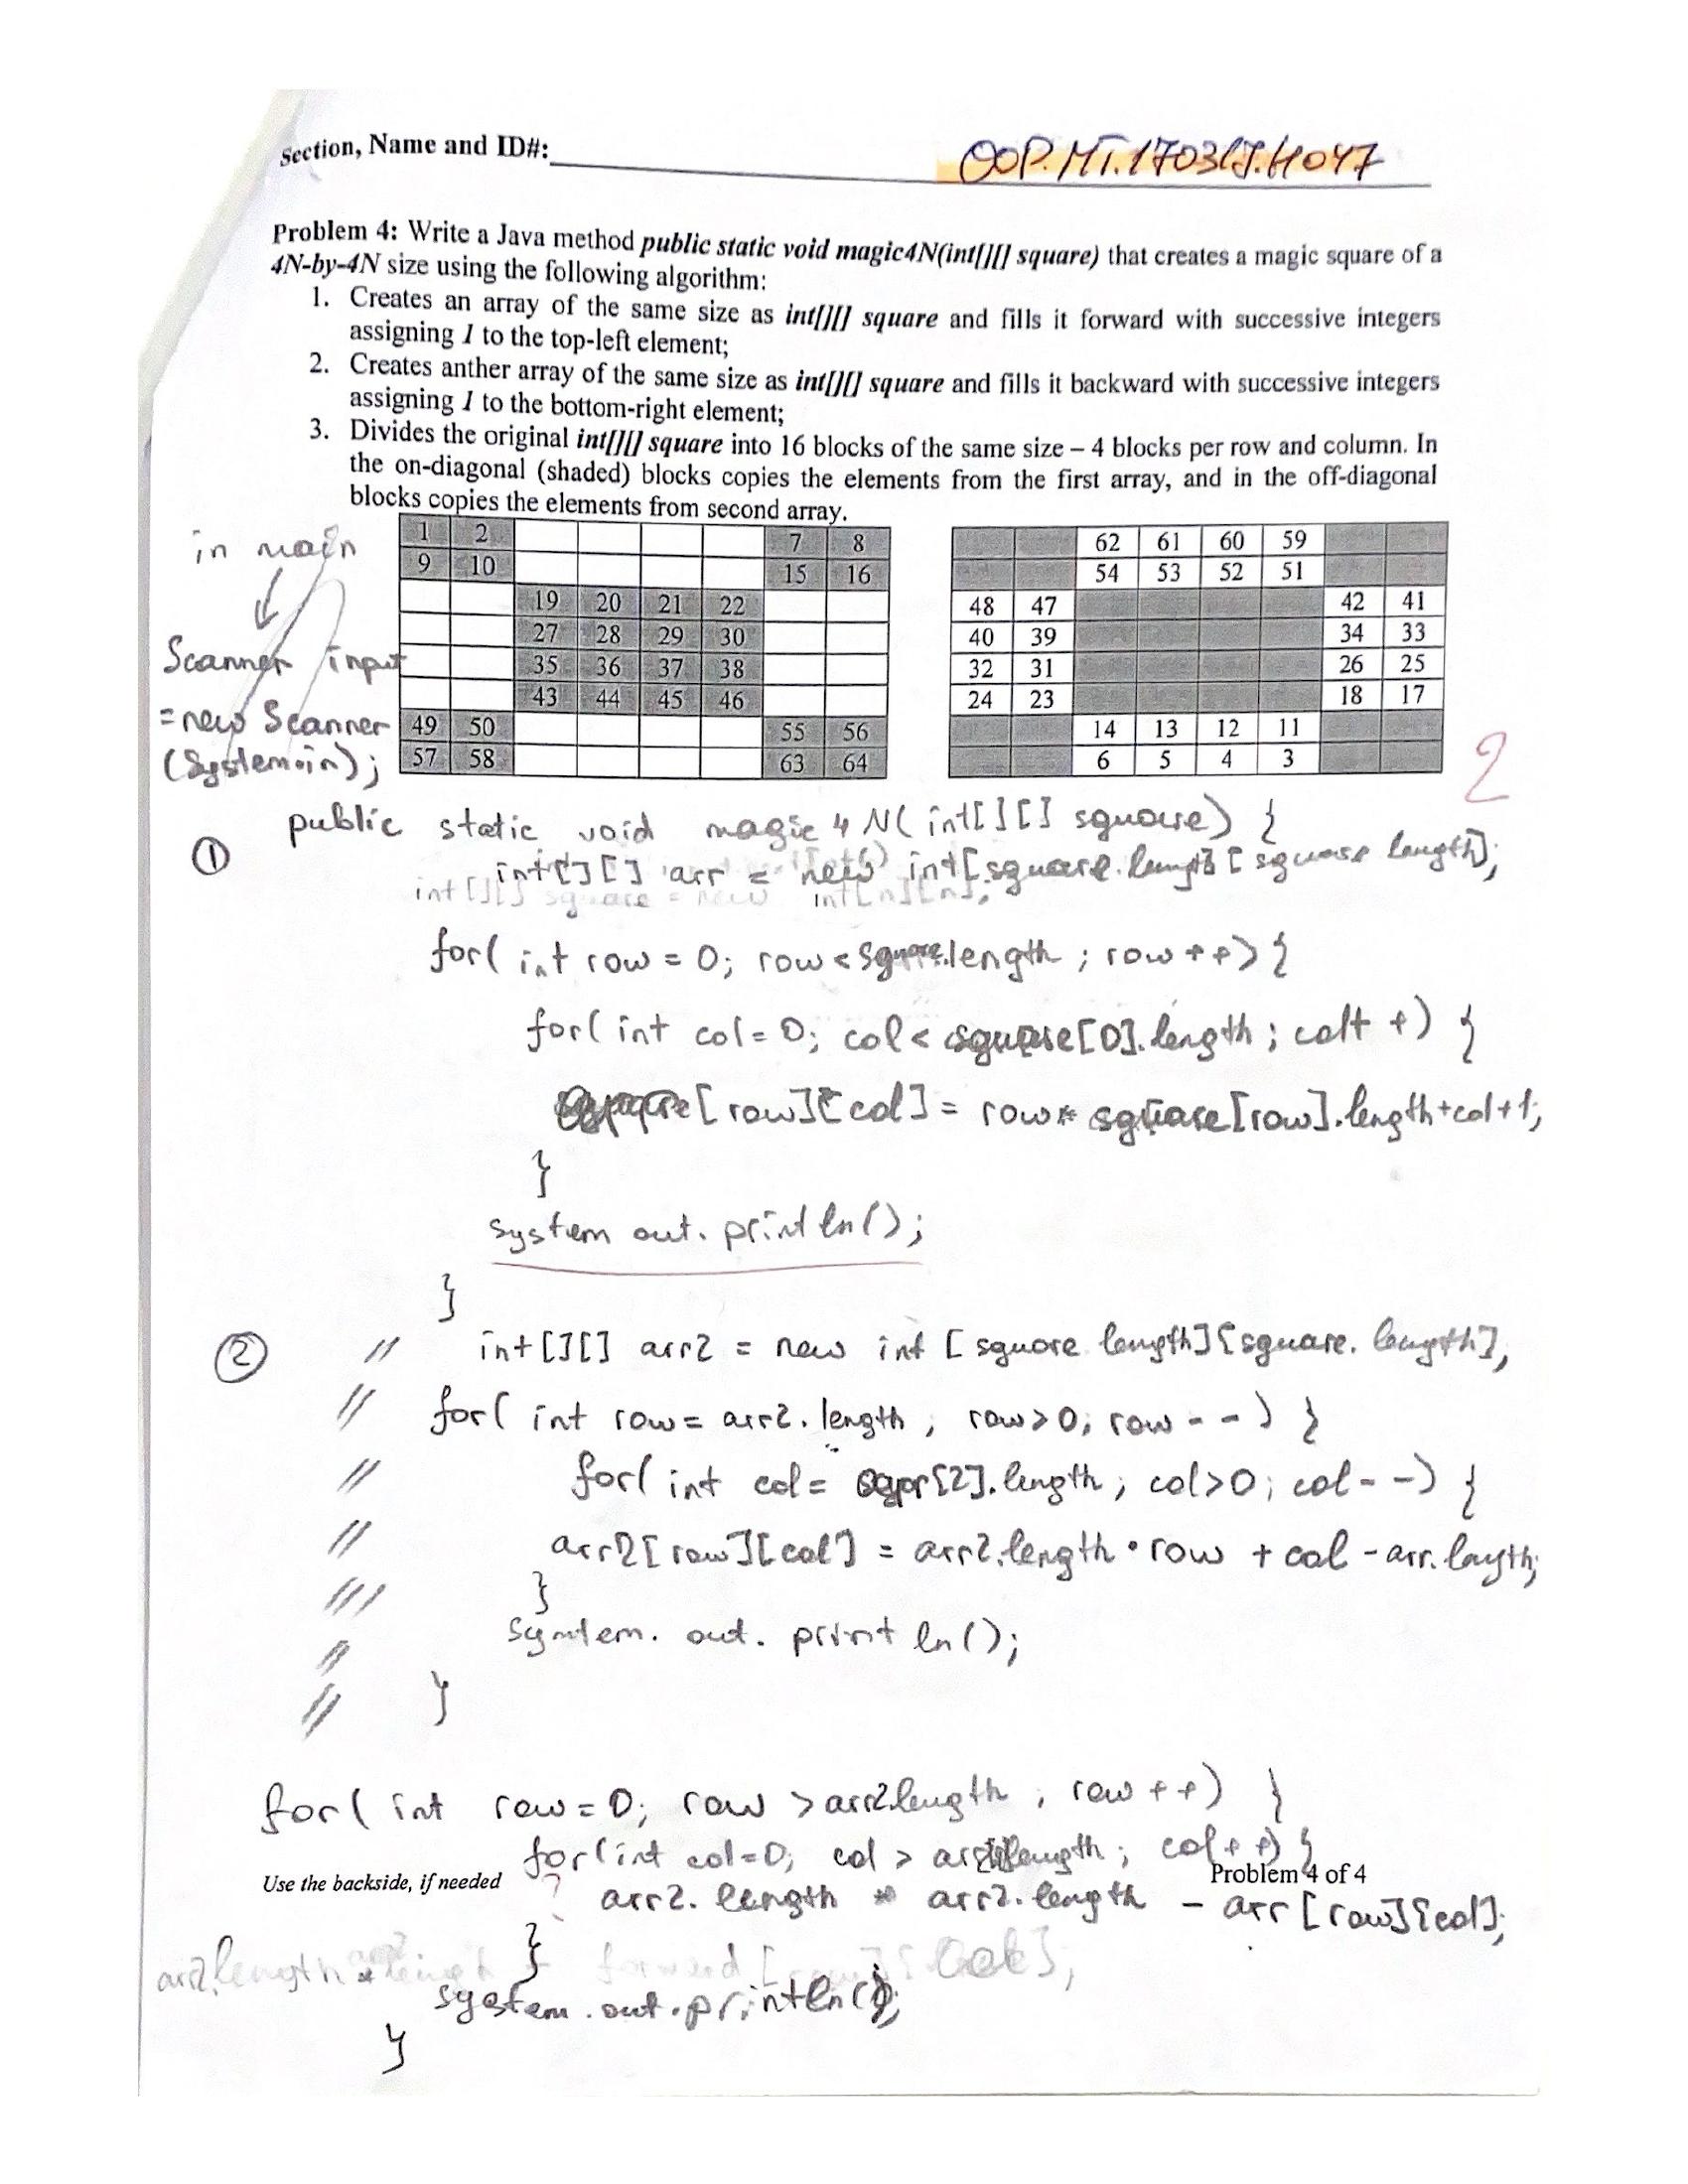 Section, Name and ID#:
OOP.MT.170319.H047
Problem 4: Write a Java method public static void magic4N(int[][] square) that creates a magic square of a
4N-by-4N size using the following algorithm:
1. Creates an array of the same size as int[][] square and fills it forward with successive integers
assigning 1 to the top-left element;
2. Creates anther array of the same size as int[][] square and fills it backward with successive integers
assigning 1 to the bottom-right element;
3. Divides the original int[][] square into 16 blocks of the same size – 4 blocks per row and column. In
the on-diagonal (shaded) blocks copies the elements from the first array, and in the off-diagonal
blocks copies the elements from second array.
1 2 7 8
9 10 15 16
19 20 21 22
27 28 29 30
35 36 37 38
43 44 45 46
49 50 55 56
57 58 63 64
62 61 60 59
54 53 52 51
48 47 42 41
40 39 34 33
32 31 26 25
24 23 18 17
14 13 12 11
6 5 4 3
in main
Scanner input
= new Scanner
(System.in);
2
public static void magic 4 N( int[][] square) {
①
int[][] arr = new int[square.length[square length];
int[][] square = new int[n][n];
for( int row = 0; row < square.length ; row ++) {
for( int col = 0; col < square[0].length ; col++) {
[row][col] = row * square[row].length+col+1;
}
system out. println();
}
②
// int[][] arr2 = new int [square length][square. length],
// for( int row = arr2. length , row > 0; row --) }
// for( int col = [2].length ; col>0; col--) {
// arr2[row][col] = arr2.length • row + col - arr. length;
/// }
// System. out. print ln();
// }
for( int row = 0; row > arr2length , row ++) }
for(int col=0; col > length ; col++) {
Use the backside, if needed
Problem 4 of 4
?
arr2. length * arr2. length - arr [row][col];
}
arr2.length * - forward [row][col];
system.out.println();
}